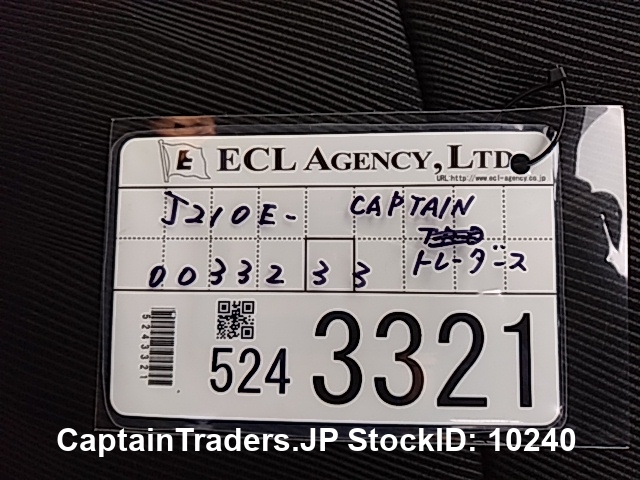 E ECL AGENCY, LTD.
URL:http://www.ecl-agency.co.jp
J210E- CAPTAIN
0033233 トレーダース
5243321
524 3321
CaptainTraders.JP StockID: 10240